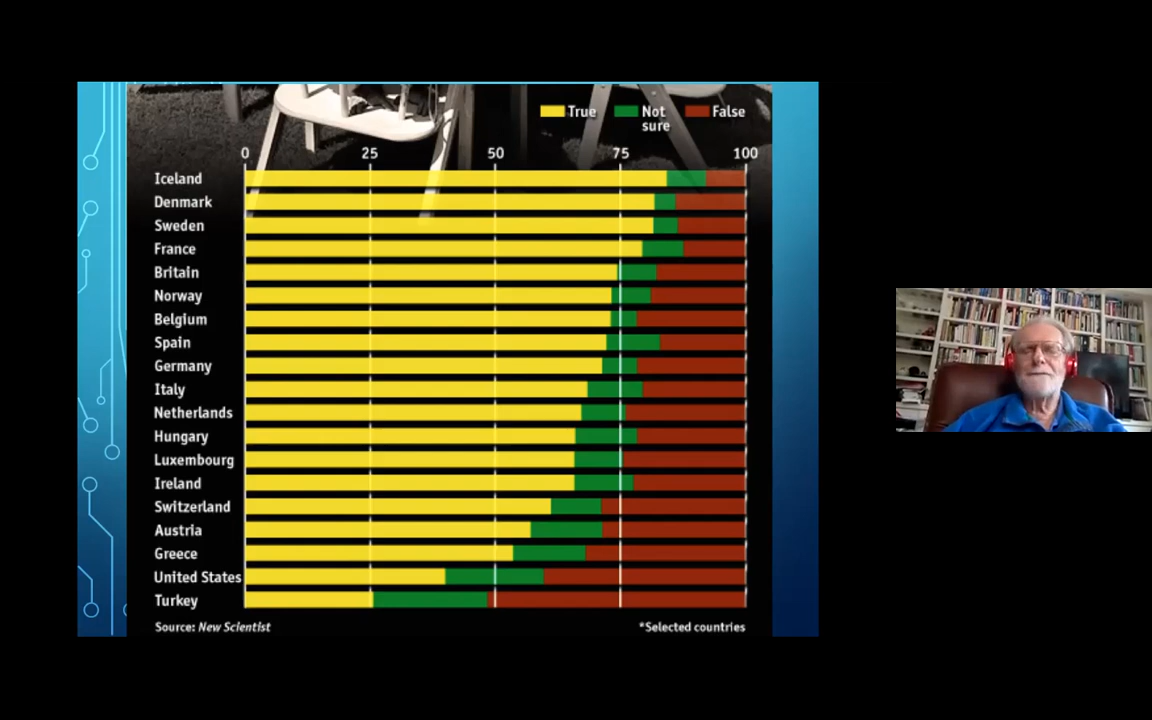 True
Not
sure
False
0 25 50 75 100
Iceland
Denmark
Sweden
France
Britain
Norway
Belgium
Spain
Germany
Italy
Netherlands
Hungary
Luxembourg
Ireland
Switzerland
Austria
Greece
United States
Turkey
Source: New Scientist
*Selected countries